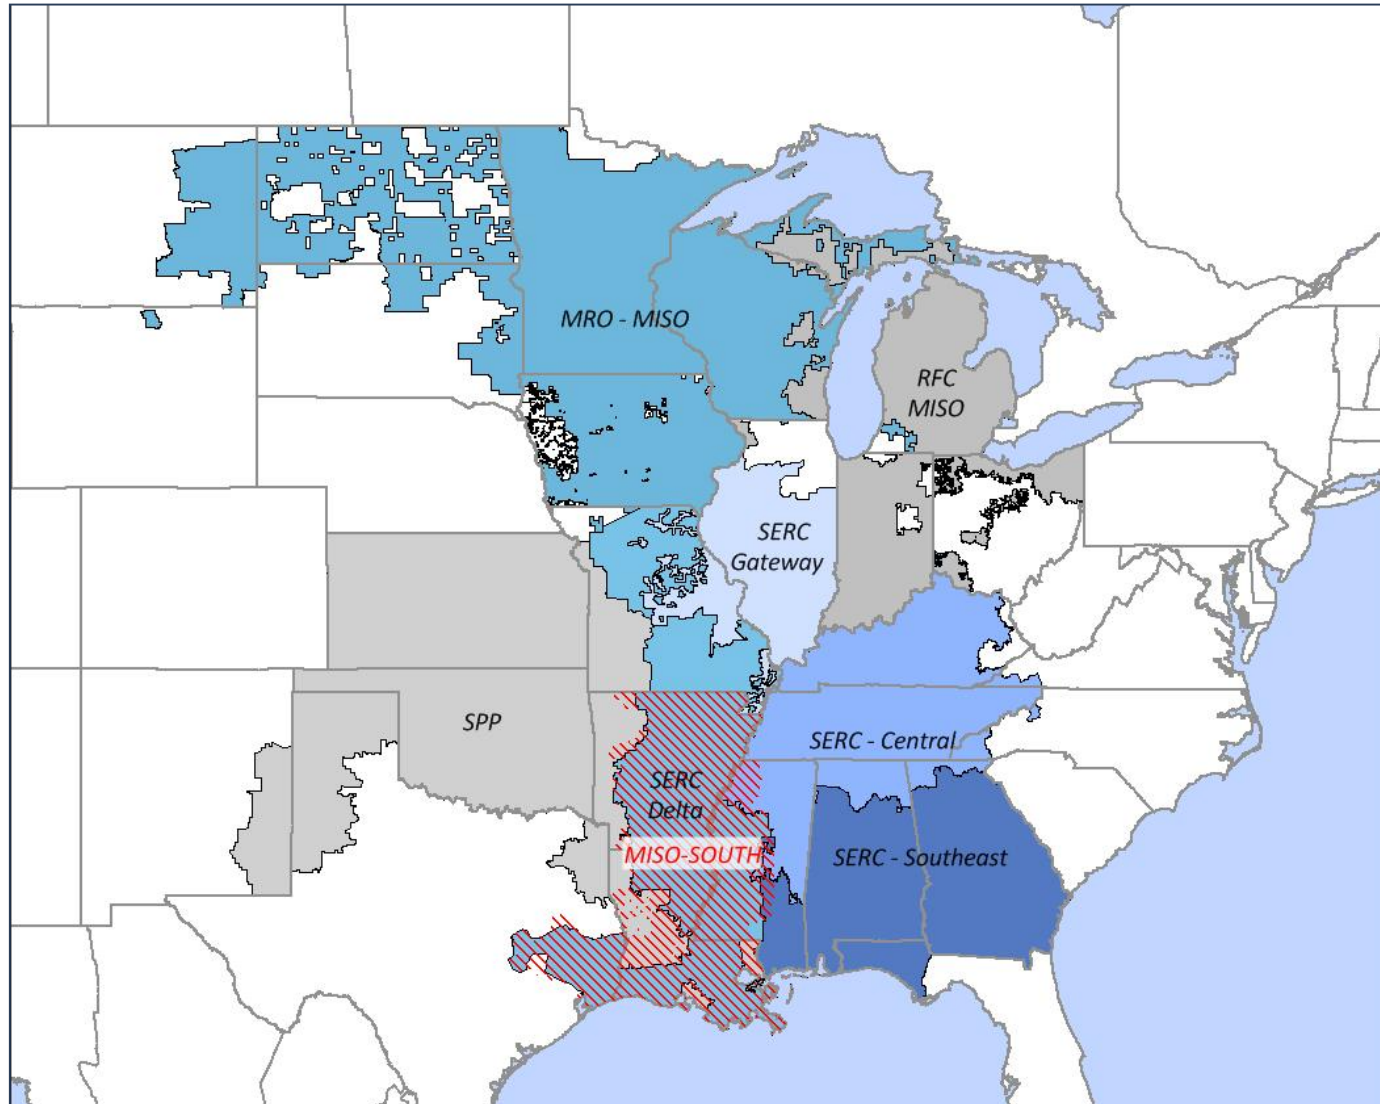 MRO - MISO
RFC
MISO
SERC
Gateway
SPP
SERC - Central
SERC
Delta
MISO-SOUTH
SERC - Southeast